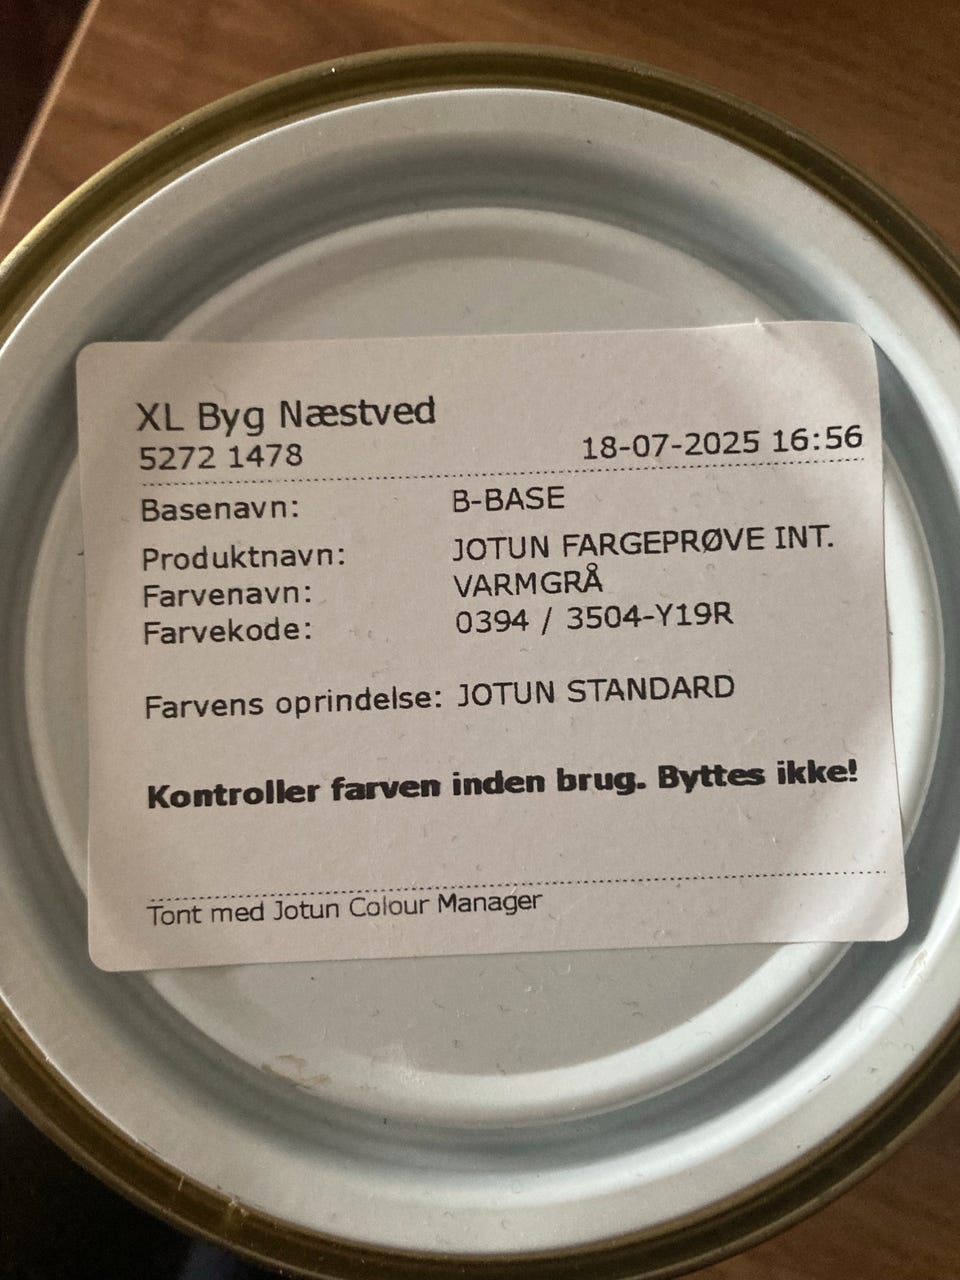 XL Byg Næstved
5272 1478 18-07-2025 16:56
Basenavn: B-BASE
Produktnavn: JOTUN FARGEPRØVE INT.
Farvenavn: VARMGRÅ
Farvekode: 0394 / 3504-Y19R
Farvens oprindelse: JOTUN STANDARD
Kontroller farven inden brug. Byttes ikke!
Tont med Jotun Colour Manager